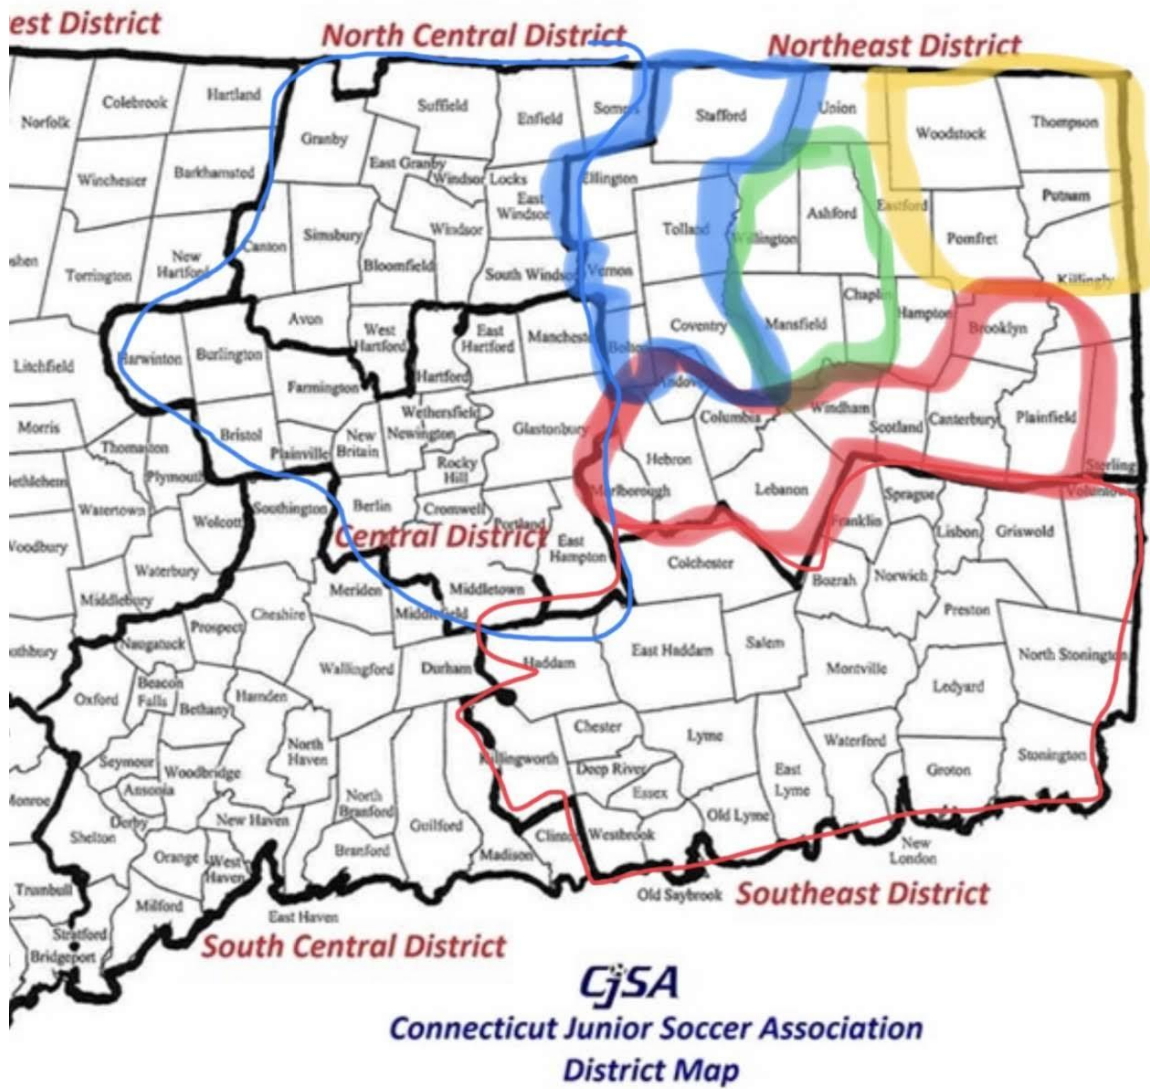 est District
North Central District
Northeast District
Norfolk
Colebrook
Hartland
Suffield
Enfield
Somers
Stafford
Union
Woodstock
Thompson
Granby
East Granby
Windsor Locks
Winchester
Barkhamsted
Ellington
East
Windsor
Putnam
Simsbury
Windsor
Tolland
Willington
Ashford
Eastford
Pomfret
shen
Torrington
New
Hartford
Canton
Bloomfield
South Windsor
Vernon
Killingly
Avon
West
Hartford
East
Hartford
Manchest
Coventry
Mansfield
Chaplin
Hampton
Brooklyn
Litchfield
Harwinton
Burlington
Farmington
Hartford
Bolton
Andov
Wethersfield
Columbia
Windham
Scotland
Canterbury
Plainfield
Morris
Thomaston
Bristol
Plainville
New
Britain
Newington
Glastonbury
Rocky
Hill
Hebron
Sterling
ethlehem
Plymouth
Watertown
Wolcott
Southington
Berlin
Cromwell
Portland
Marlborough
Lebanon
Franklin
Sprague
Lisbon
Griswold
Voluntown
Central District
East
Hampton
Woodbury
Waterbury
Middlebury
Cheshire
Meriden
Middletown
Middlefield
Colchester
Bozrah
Norwich
Preston
othbury
Naugatuck
Prospect
Wallingford
Durham
Haddam
East Haddam
Salem
Montville
North Stonington
Oxford
Beacon
Falls
Bethany
Hamden
Ledyard
Seymour
Woodbridge
North
Haven
Killingworth
Chester
Deep River
Essex
Lyme
East
Lyme
Waterford
Groton
Stonington
Monroe
Ansonia
Derby
Shelton
New Haven
North
Branford
Branford
Guilford
Madison
Clinton
Westbrook
Old Lyme
New
London
Orange
West
Haven
Trumbull
Milford
East Haven
Old Saybrook
Southeast District
Stratford
Bridgeport
South Central District
CjSA
Connecticut Junior Soccer Association
District Map